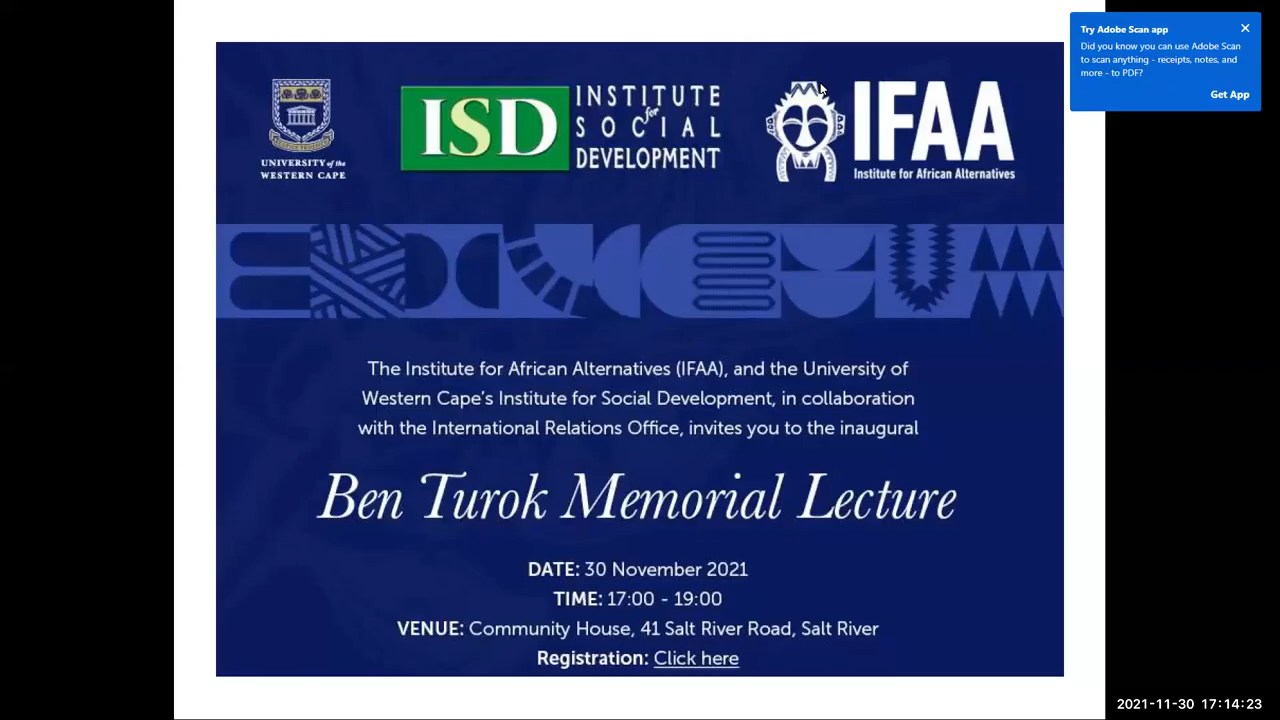 UNIVERSITY of the
WESTERN CAPE
ISD
INSTITUTE
for
SOCIAL
DEVELOPMENT
IFAA
Institute for African Alternatives
Try Adobe Scan app
Did you know you can use Adobe Scan
to scan anything - receipts, notes, and
more - to PDF?
Get App
The Institute for African Alternatives (IFAA), and the University of
Western Cape's Institute for Social Development, in collaboration
with the International Relations Office, invites you to the inaugural
Ben Turok Memorial Lecture
DATE: 30 November 2021
TIME: 17:00 - 19:00
VENUE: Community House, 41 Salt River Road, Salt River
Registration: Click here
2021-11-30 17:14:23